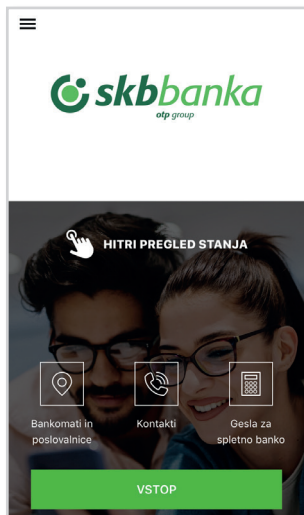 skbbanka
otp group
HITRI PREGLED STANJA
Bankomati in
poslovalnice
Kontakti
Gesla za
spletno banko
VSTOP